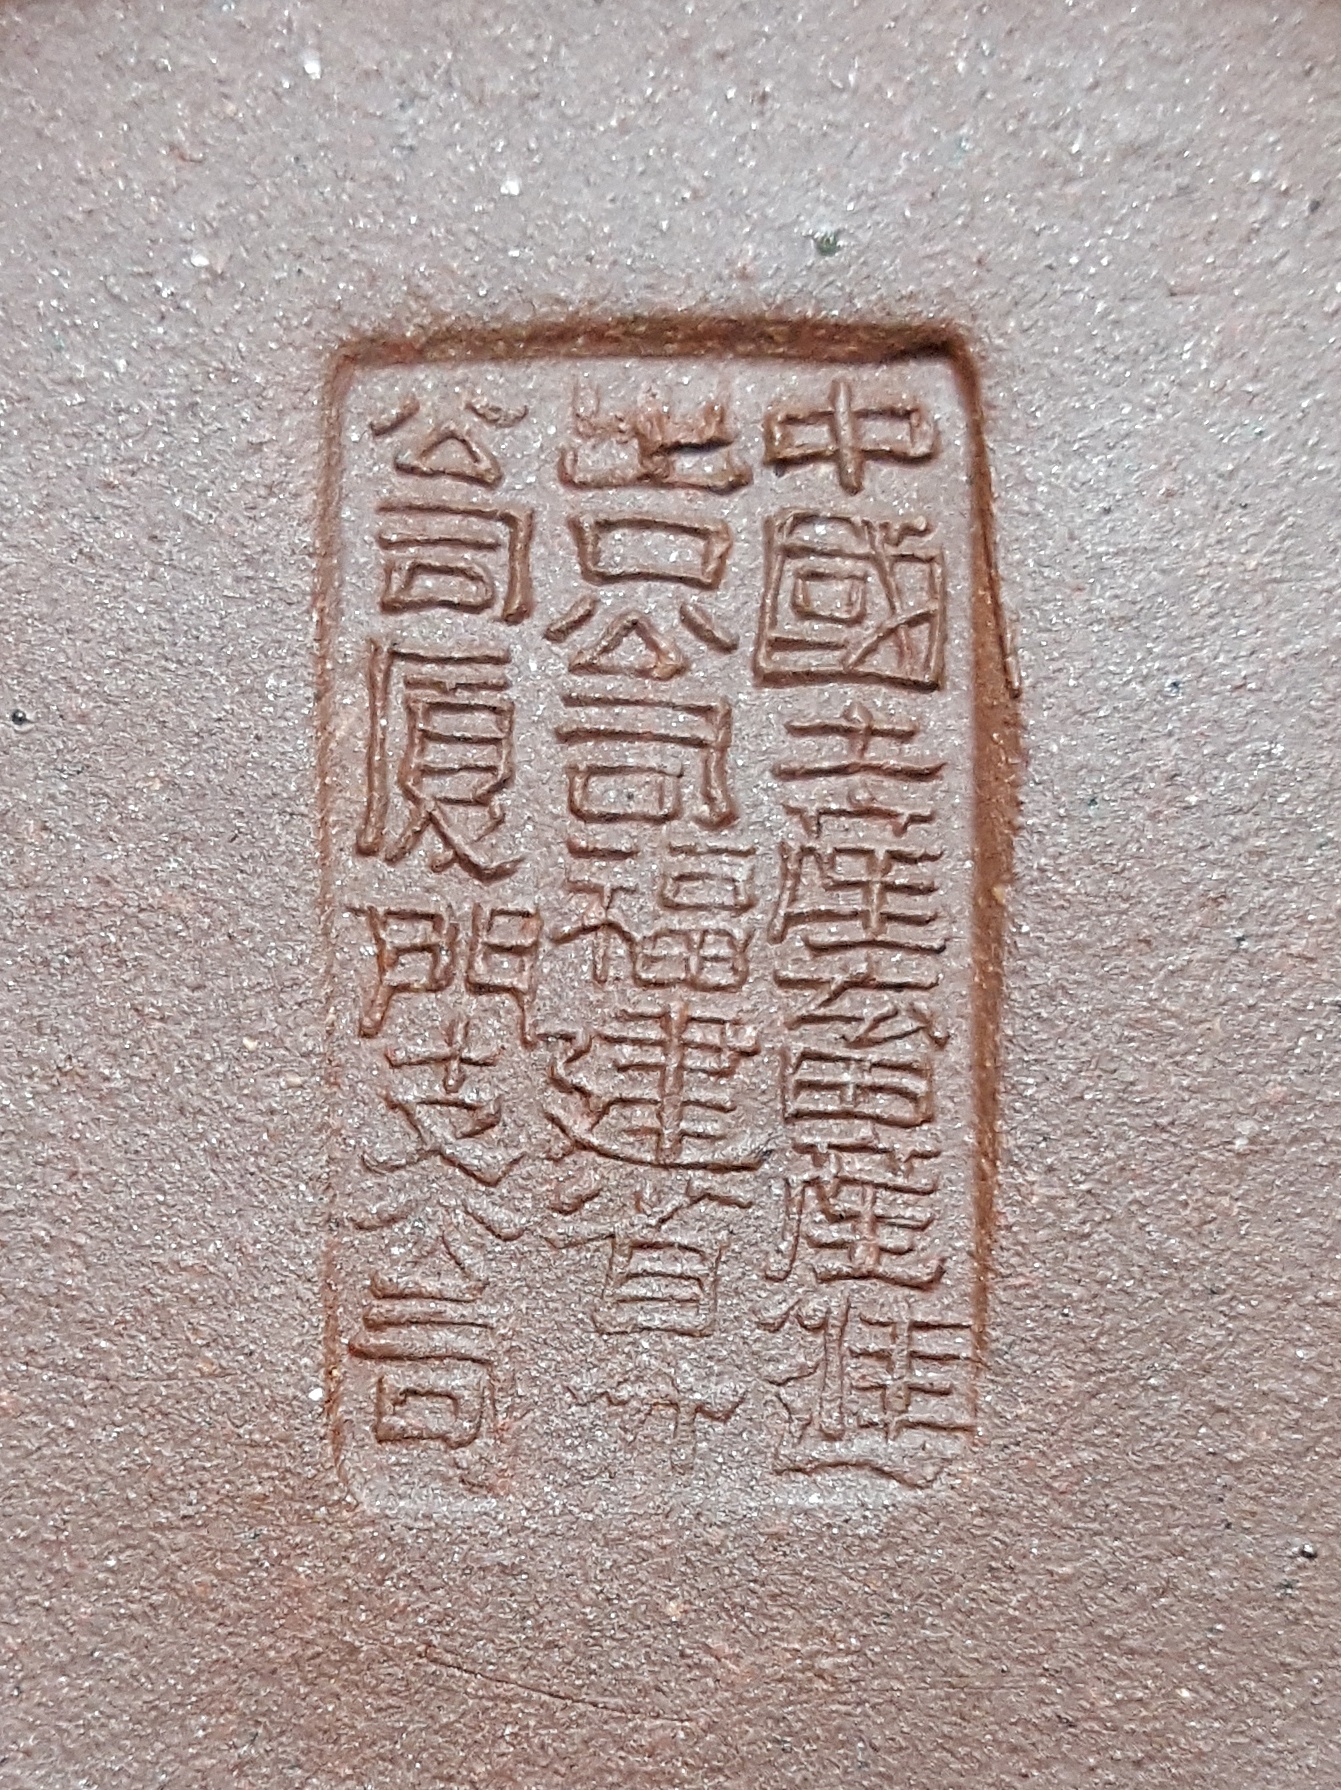 中國土產畜產進
出口公司福建省分
公司廈門支公司